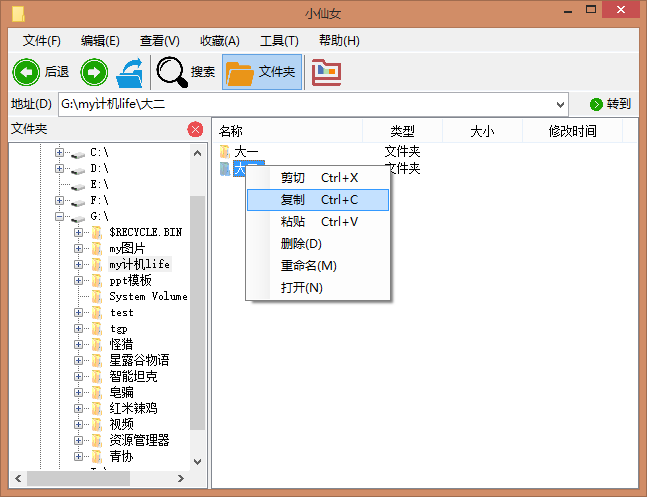 小仙女
文件(F) 编辑(E) 查看(V) 收藏(A) 工具(T) 帮助(H)
后退 搜索 文件夹
地址(D) G:\my计机life\大二 转到
文件夹
名称 类型 大小 修改时间
C:\
D:\
E:\
F:\
G:\
$RECYCLE.BIN
my图片
my计机life
ppt模板
System Volume
test
tgp
怪猎
星露谷物语
智能坦克
皂骗
红米辣鸡
视频
资源管理器
青协
大一 文件夹
大二 文件夹
剪切 Ctrl+X
复制 Ctrl+C
粘贴 Ctrl+V
删除(D)
重命名(M)
打开(N)